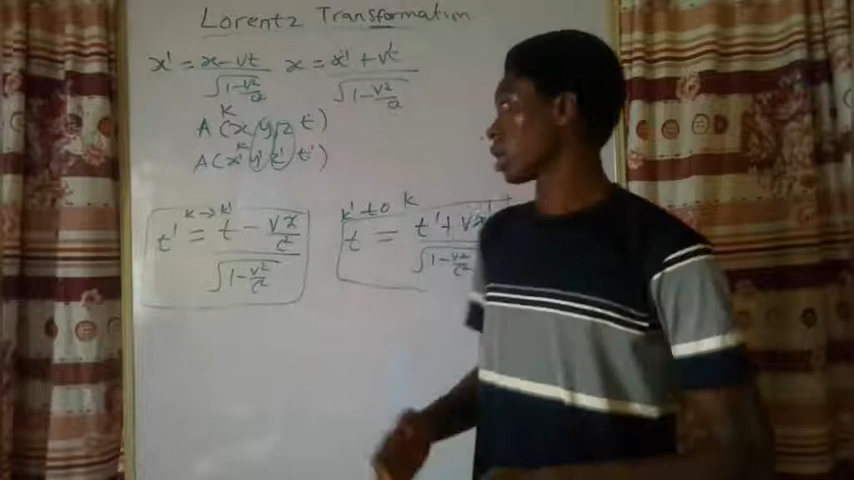 Lorentz Transformation
x' = x-vt / √1-v²/c² x = x'+vt' / √1-v²/c²
K
A (x y z t)
K'
A (x' y' z' t')
K→K' K' to K
t' = t - vx/c² / √1-v²/c² t = t' + vx' / √1-v²/c²